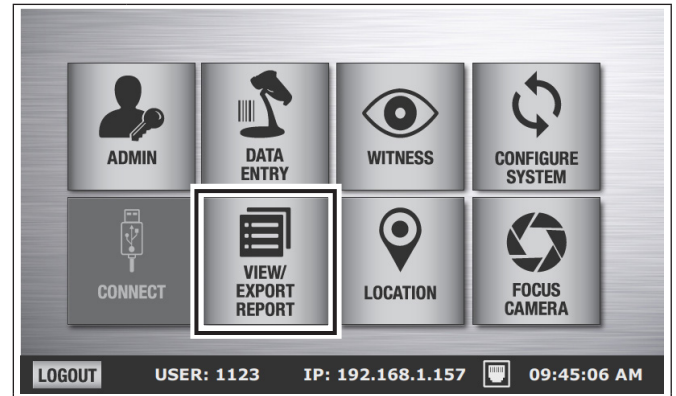 ADMIN
DATA
ENTRY
WITNESS
CONFIGURE
SYSTEM
CONNECT
VIEW/
EXPORT
REPORT
LOCATION
FOCUS
CAMERA
LOGOUT USER: 1123 IP: 192.168.1.157 09:45:06 AM